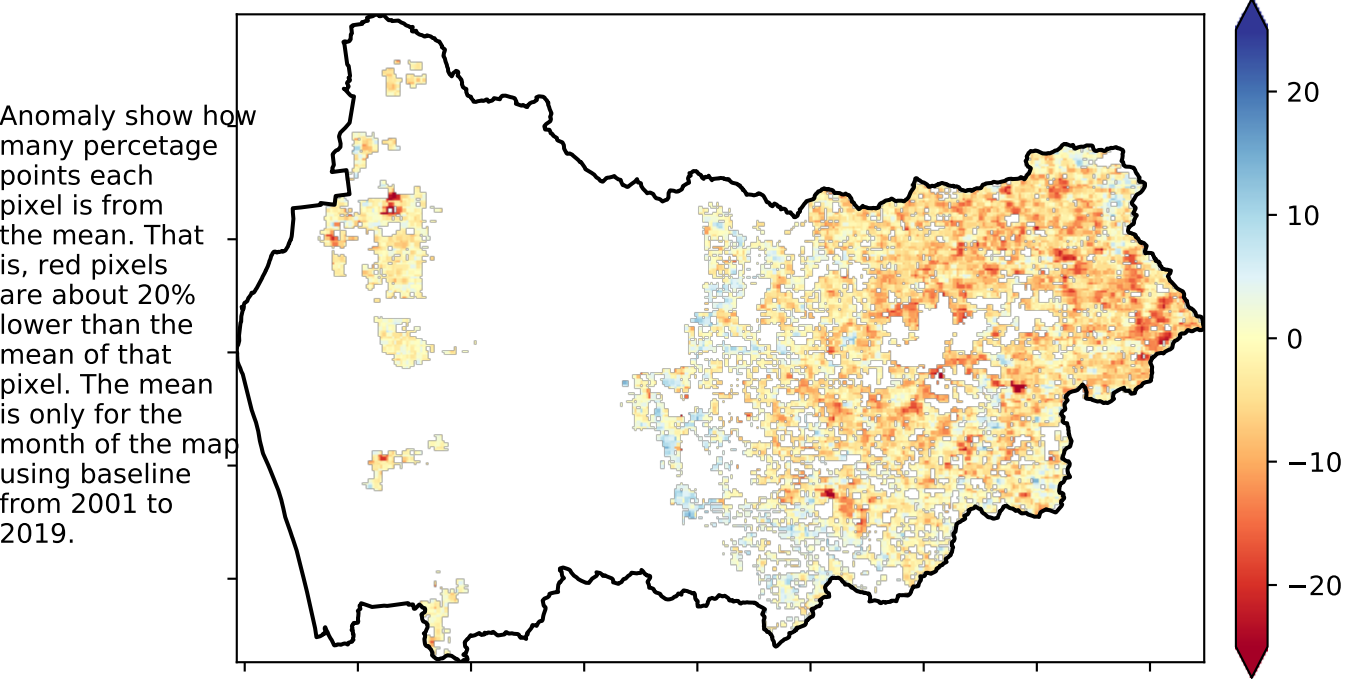 Anomaly show how
many percetage
points each
pixel is from
the mean. That
is, red pixels
are about 20%
lower than the
mean of that
pixel. The mean
is only for the
month of the map
using baseline
from 2001 to
2019.
20
10
0
−10
−20